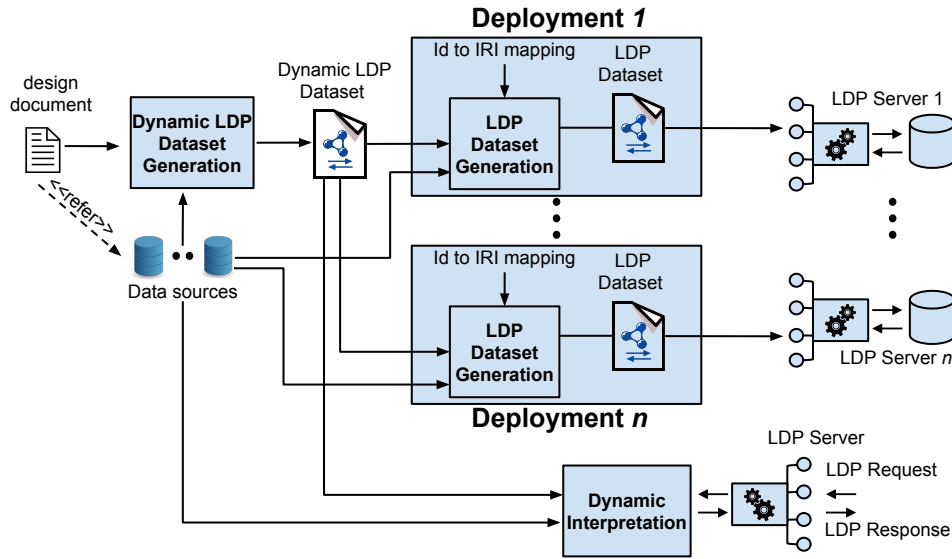 Deployment 1
design
document
Dynamic LDP
Dataset
Generation
Dynamic LDP
Dataset
Id to IRI mapping
LDP
Dataset
LDP
Dataset
Generation
LDP Server 1
<<refer>>
Data sources
Id to IRI mapping
LDP
Dataset
LDP
Dataset
Generation
LDP Server n
Deployment n
Dynamic
Interpretation
LDP Server
LDP Request
LDP Response